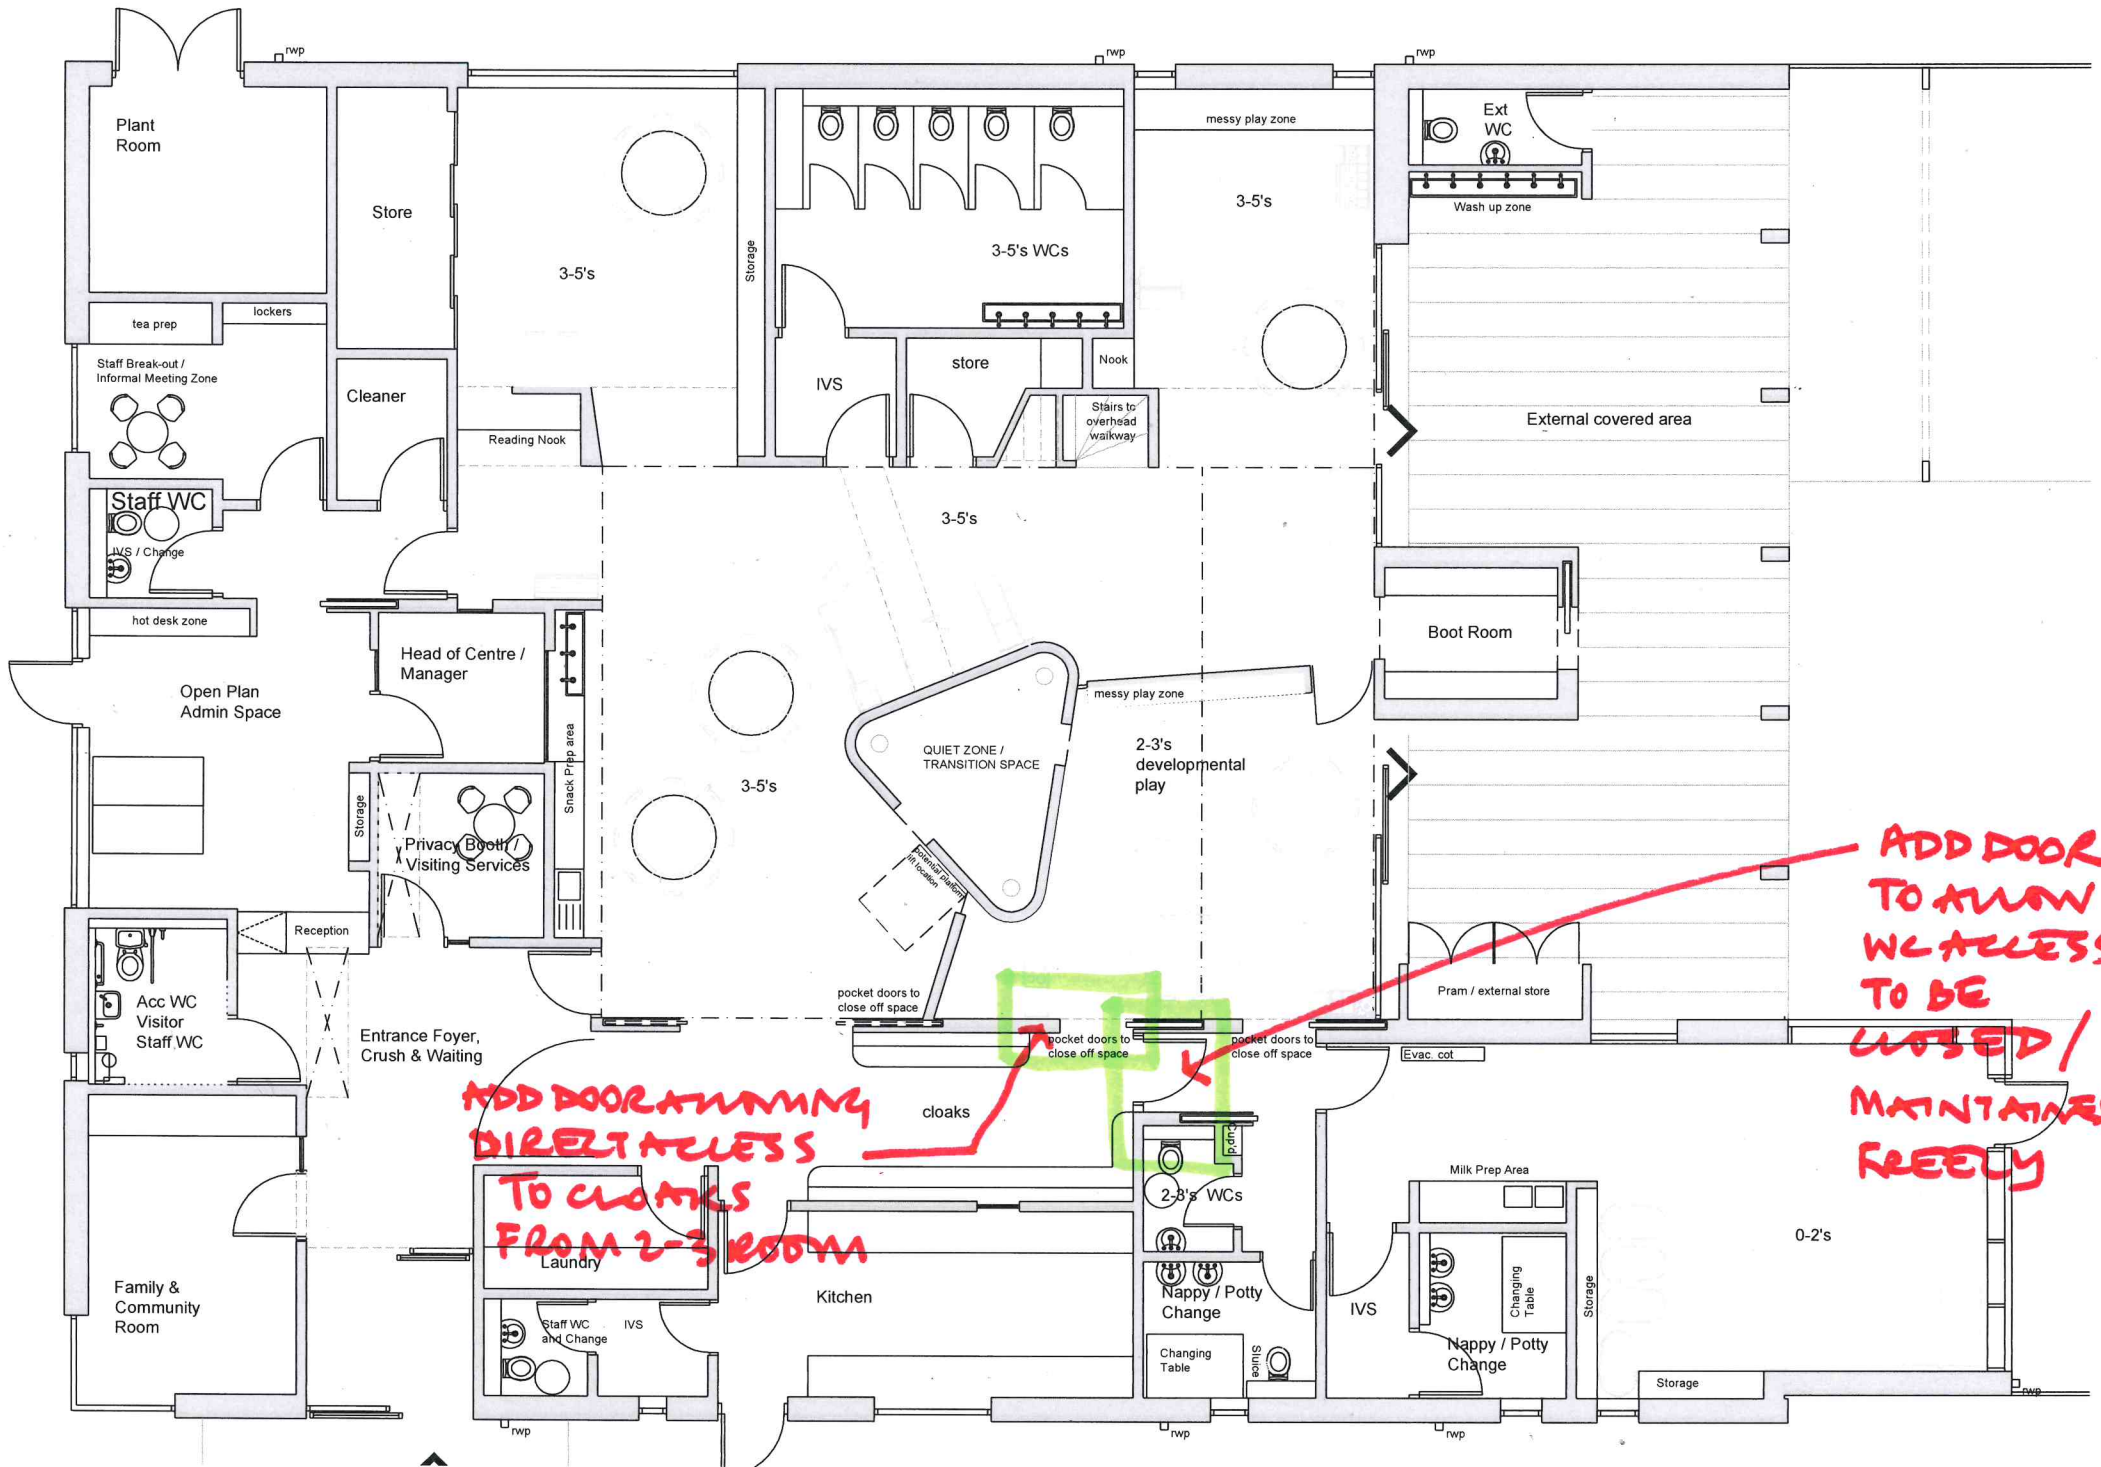 rwp
rwp
rwp
Plant
Room
Ext
WC
messy play zone
Store
3-5's
Wash up zone
3-5's WCs
Storage
3-5's
lockers
tea prep
Staff Break-out /
Informal Meeting Zone
store
Nook
IVS
Cleaner
Stairs to
overhead
walkway
External covered area
Reading Nook
Staff WC
IVS / Change
3-5's
hot desk zone
Boot Room
Head of Centre /
Manager
Open Plan
Admin Space
messy play zone
QUIET ZONE /
TRANSITION SPACE
2-3's
developmental
play
Snack Prep area
3-5's
Storage
Privacy Booth /
Visiting Services
potential platform
lift location
ADD DOOR
TO ALLOW
WC ACCESS
TO BE
CLOSED /
MAINTAINED
FREELY
Reception
Acc WC
Visitor
Staff WC
pocket doors to
close off space
Pram / external store
Entrance Foyer,
Crush & Waiting
pocket doors to
close off space
pocket doors to
close off space
Evac. cot
ADD DOOR ALLOWING
DIRECT ACCESS
TO CLOAKS
FROM 2-3 ROOM
cloaks
Cup'd
Milk Prep Area
2-3's WCs
0-2's
Laundry
Family &
Community
Room
Kitchen
Nappy / Potty
Change
IVS
Changing
Table
Storage
Staff WC
and Change
IVS
Nappy / Potty
Change
Changing
Table
Sluice
Storage
rwp
rwp
rwp
rwp